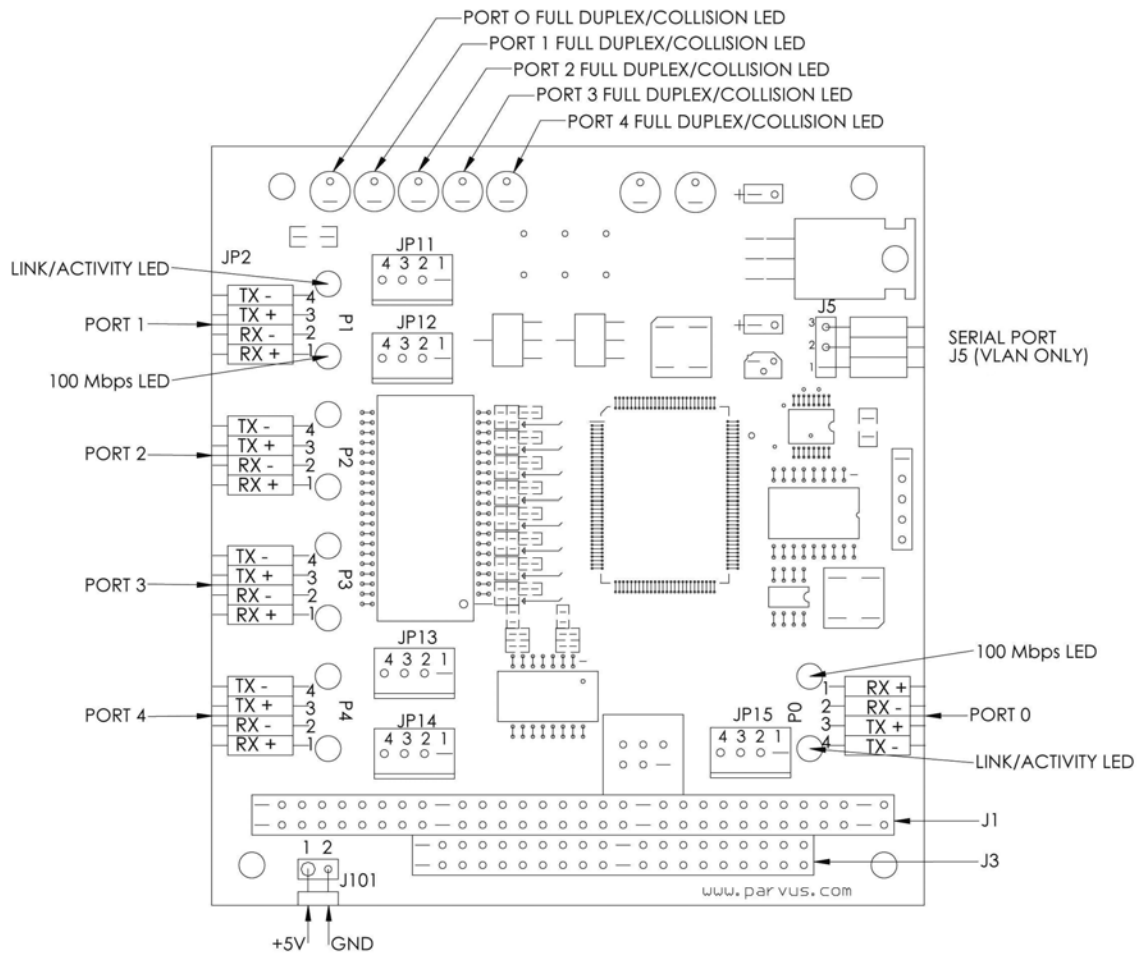 PORT O FULL DUPLEX/COLLISION LED
PORT 1 FULL DUPLEX/COLLISION LED
PORT 2 FULL DUPLEX/COLLISION LED
PORT 3 FULL DUPLEX/COLLISION LED
PORT 4 FULL DUPLEX/COLLISION LED
LINK/ACTIVITY LED
JP2
PORT 1
TX - 4
TX + 3
RX - 2
RX + 1
P1
100 Mbps LED
JP11
4 3 2 1
JP12
4 3 2 1
+
+
J5
3
2
1
SERIAL PORT
J5 (VLAN ONLY)
PORT 2
TX - 4
TX + 3
RX - 2
RX + 1
P2
PORT 3
TX - 4
TX + 3
RX - 2
RX + 1
P3
PORT 4
TX - 4
TX + 3
RX - 2
RX + 1
P4
JP13
4 3 2 1
JP14
4 3 2 1
JP15
4 3 2 1
P0
100 Mbps LED
1 RX +
2 RX -
3 TX +
4 TX -
PORT 0
LINK/ACTIVITY LED
J1
J3
1 2
J101
+5V
GND
www.parvus.com